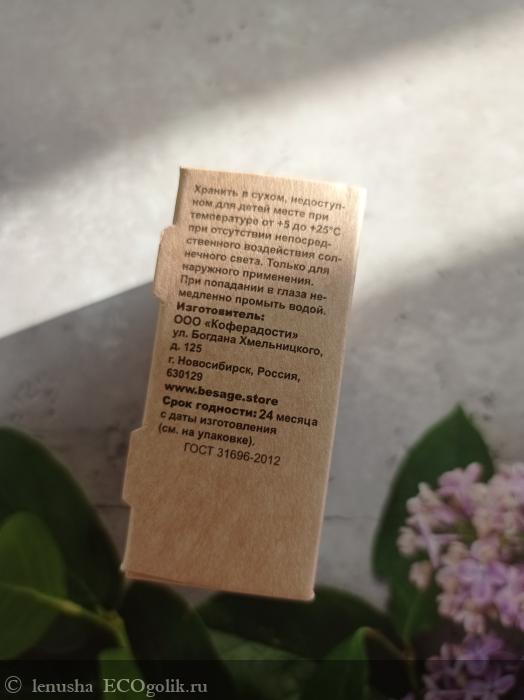 Хранить в сухом, недоступ-
ном для детей месте при
температуре от +5 до +25°С
при отсутствии непосред-
ственного воздействия сол-
нечного света. Только для
наружного применения.
При попадании в глаза не-
медленно промыть водой.
Изготовитель:
ООО «Коферадости»
ул. Богдана Хмельницкого,
д. 125
г. Новосибирск, Россия,
630129
www.besage.store
Срок годности: 24 месяца
с даты изготовления
(см. на упаковке).
ГОСТ 31696-2012
© lenusha ECOgolik.ru